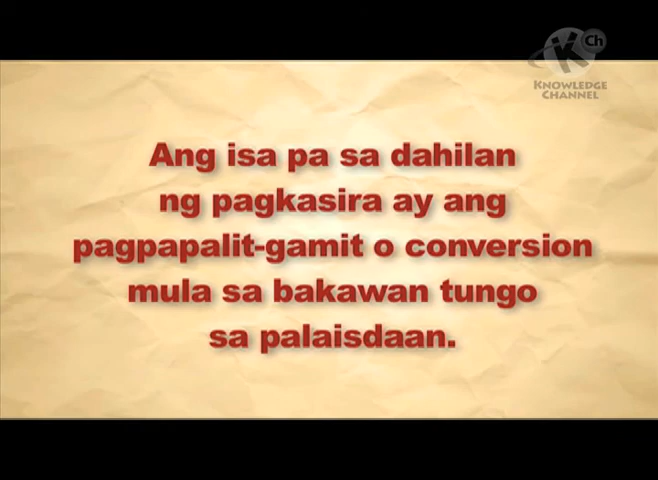 KCh
KNOWLEDGE
CHANNEL
Ang isa pa sa dahilan
ng pagkasira ay ang
pagpapalit-gamit o conversion
mula sa bakawan tungo
sa palaisdaan.